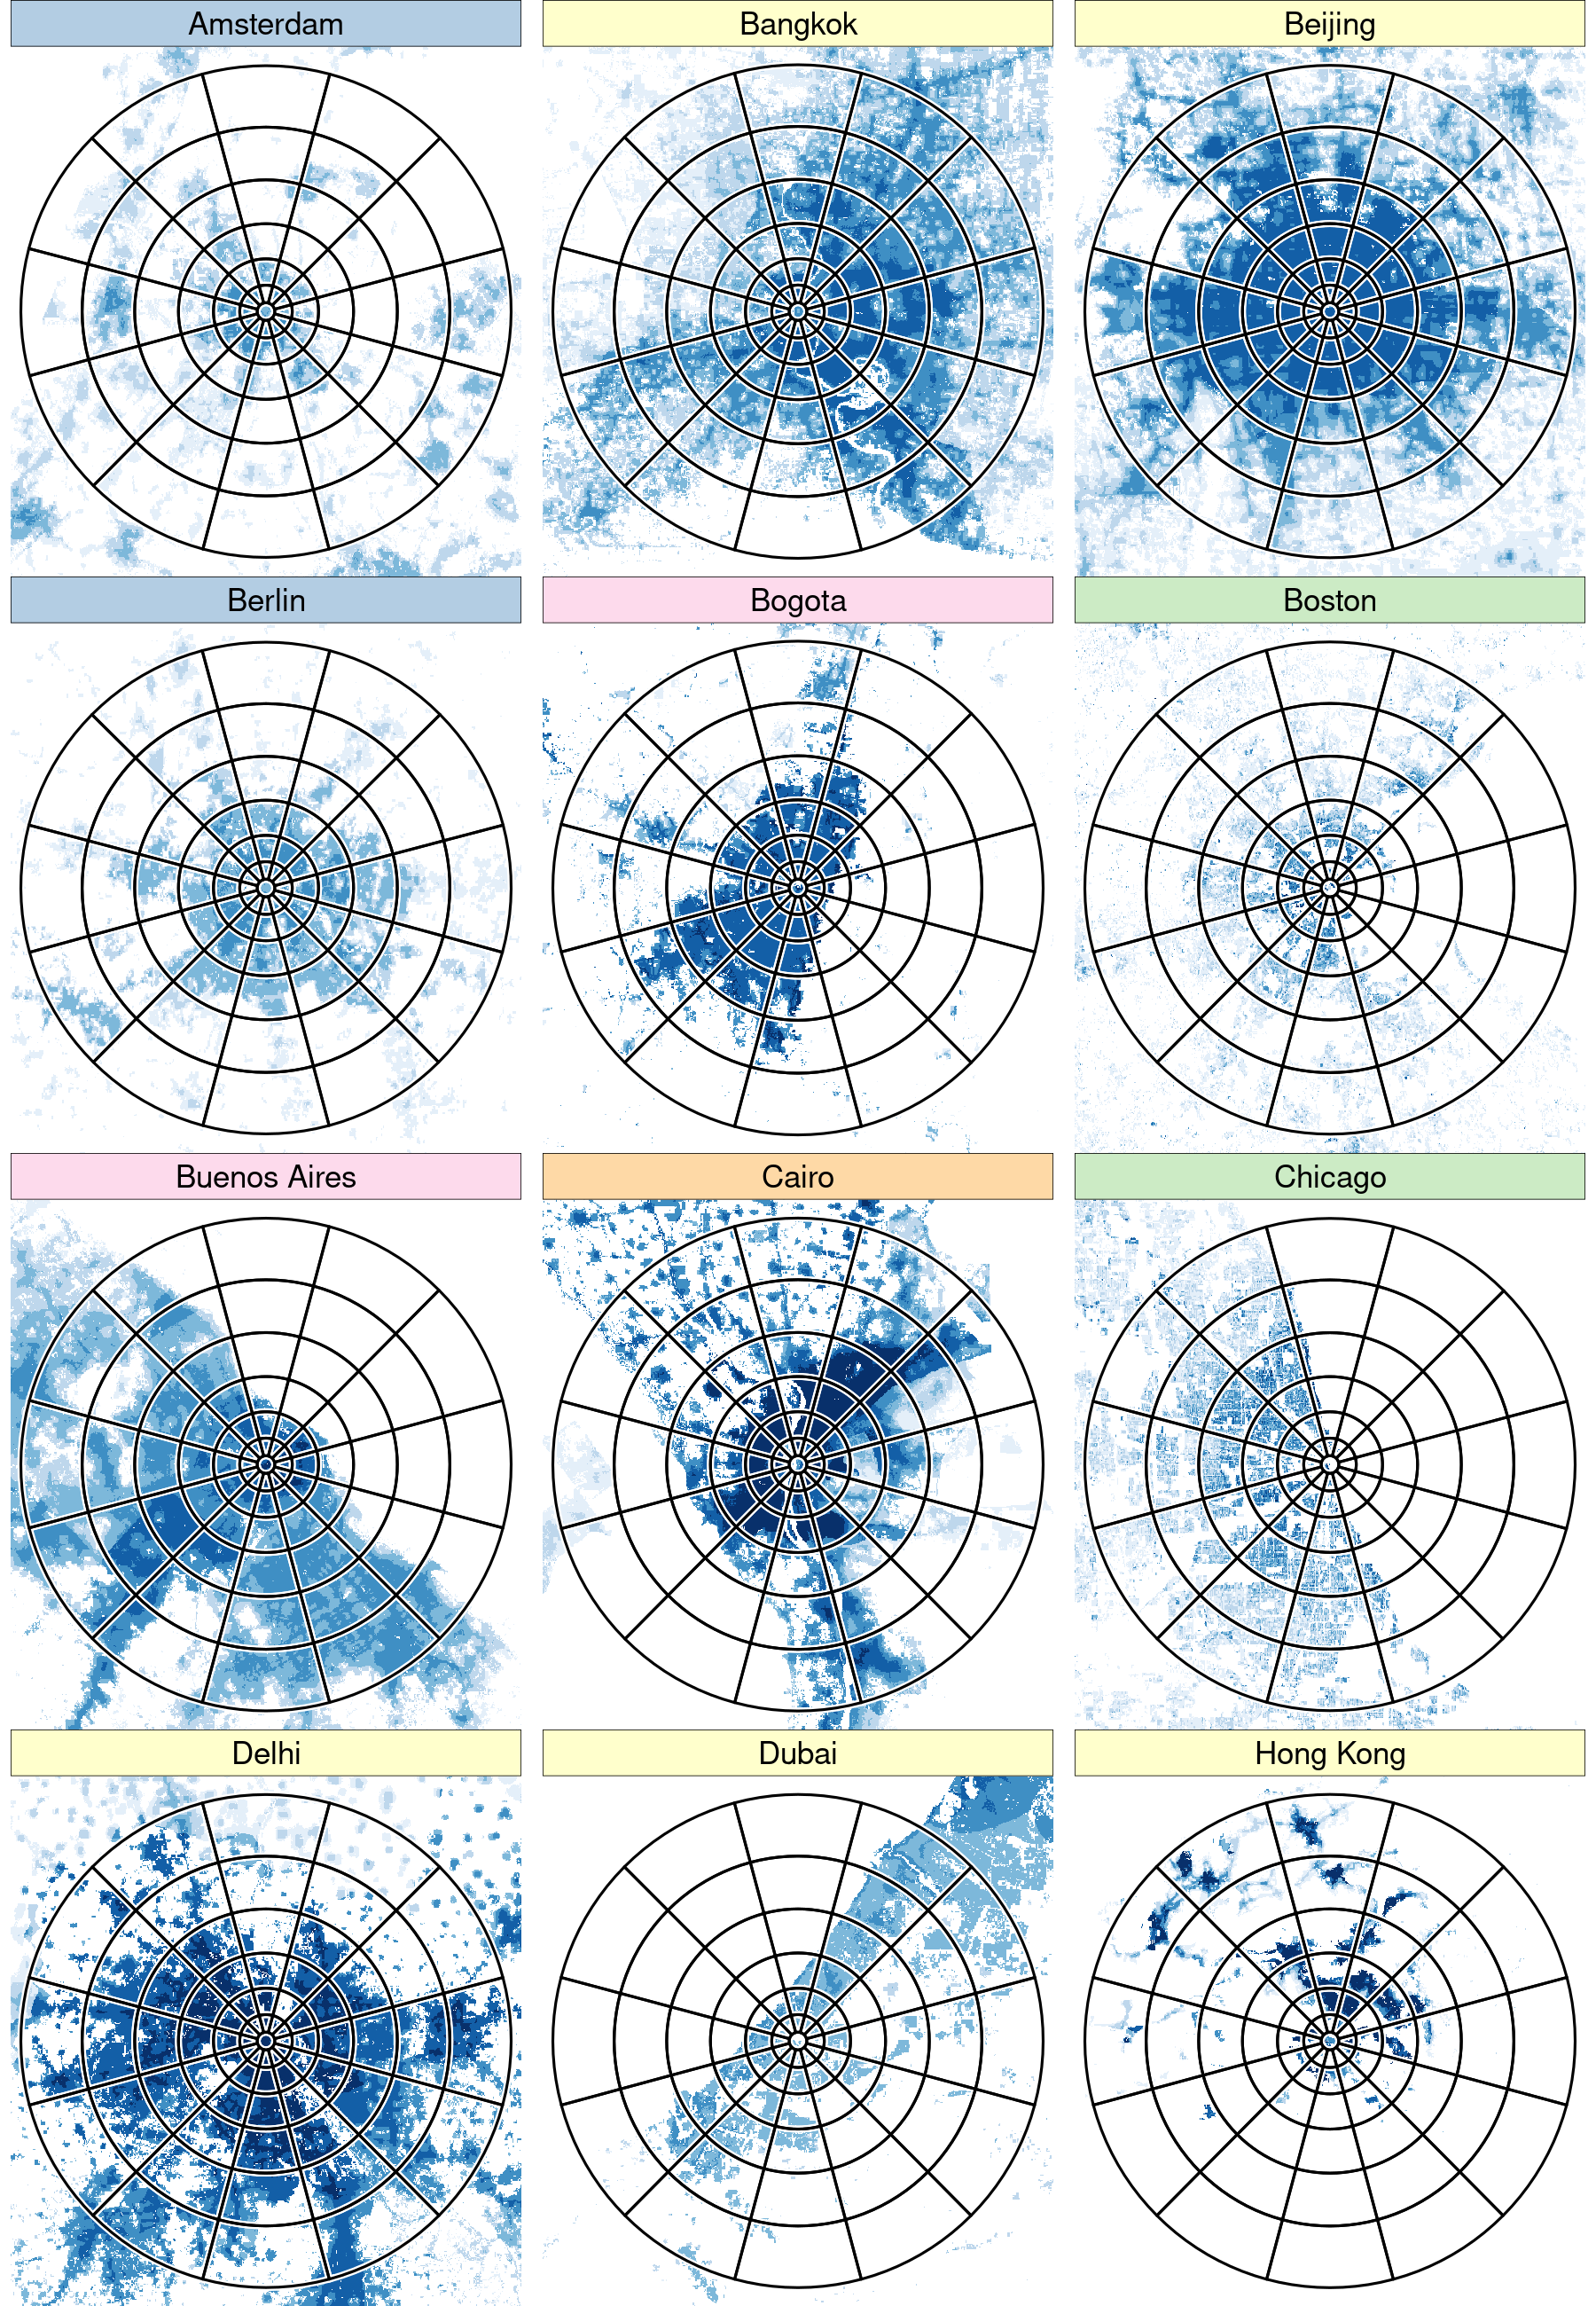 Amsterdam
Bangkok
Beijing
Berlin
Bogota
Boston
Buenos Aires
Cairo
Chicago
Delhi
Dubai
Hong Kong